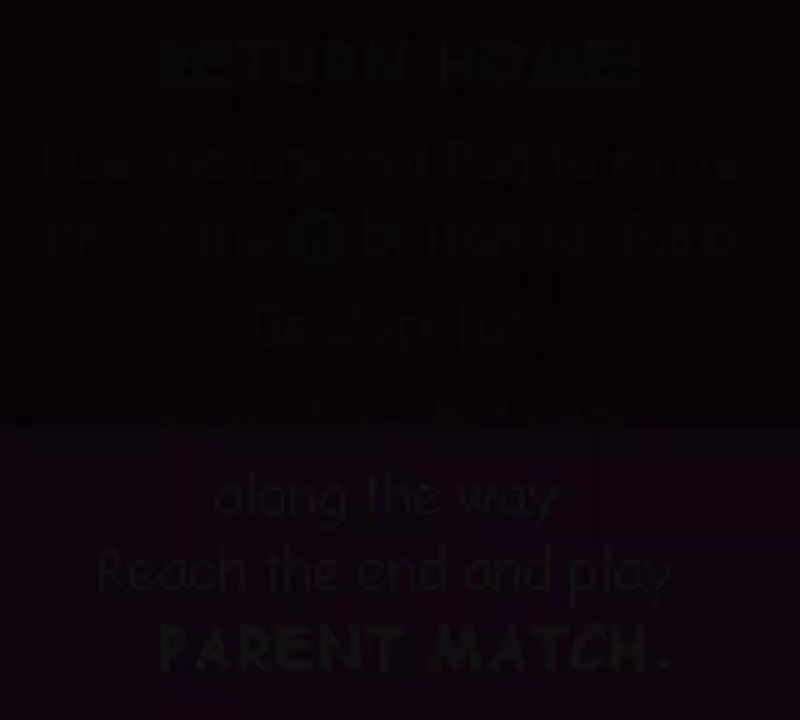 RETURN HOME!
Use the Control Pad to move
Press the button to Jump!
Be Careful!
along the way
Reach the end and play
PARENT MATCH.